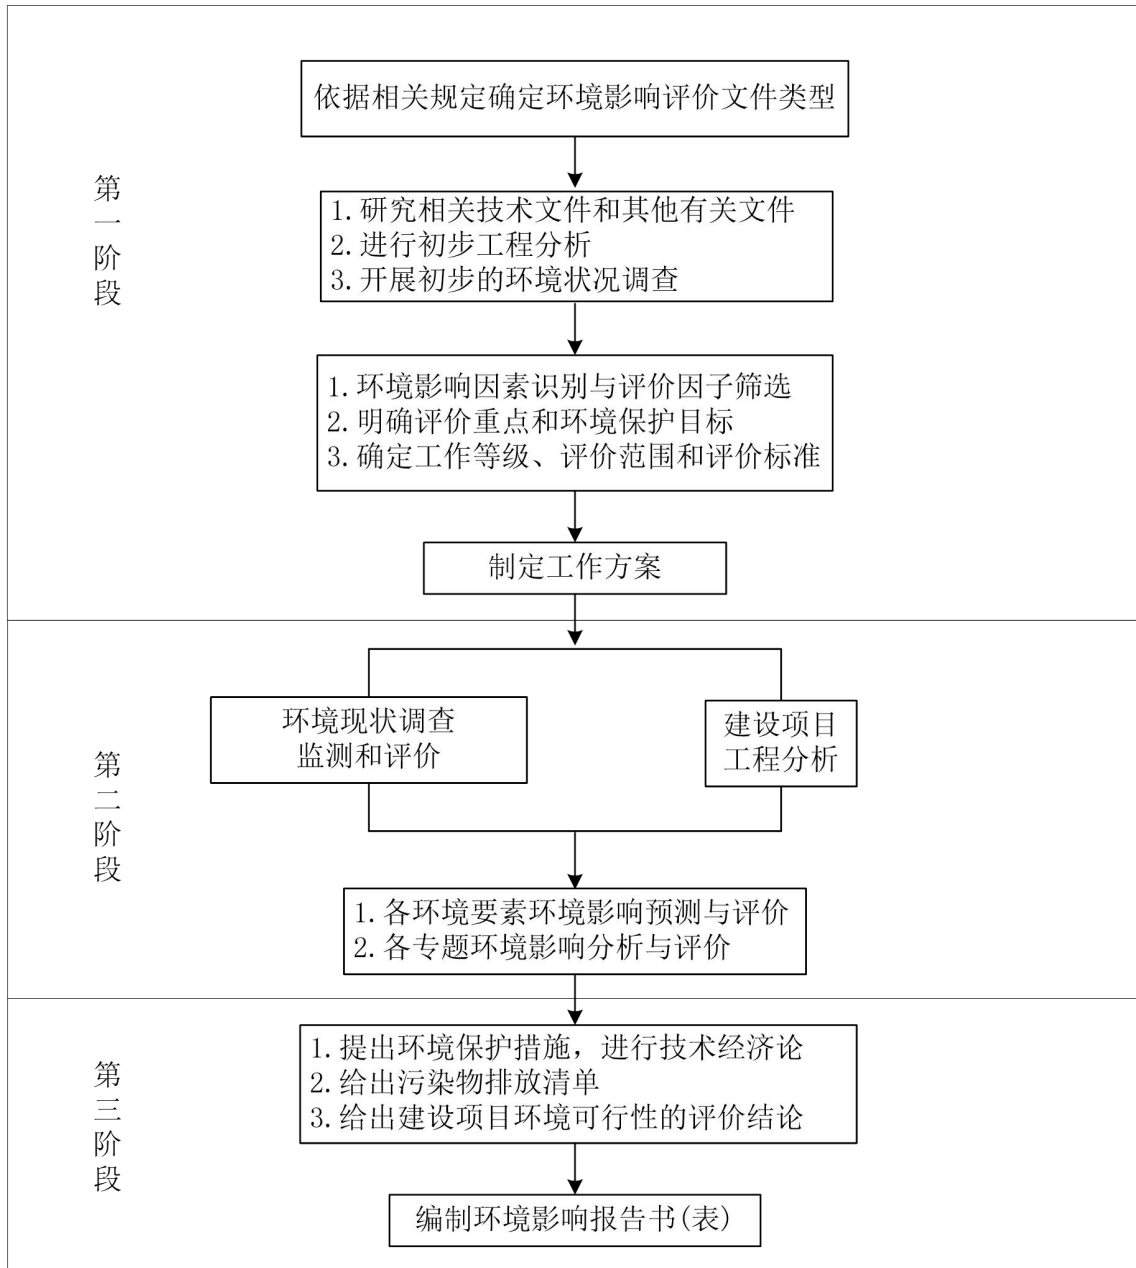 依据相关规定确定环境影响评价文件类型
第一阶段
1.研究相关技术文件和其他有关文件
2.进行初步工程分析
3.开展初步的环境状况调查
1.环境影响因素识别与评价因子筛选
2.明确评价重点和环境保护目标
3.确定工作等级、评价范围和评价标准
制定工作方案
第二阶段
环境现状调查
监测和评价
建设项目
工程分析
1.各环境要素环境影响预测与评价
2.各专题环境影响分析与评价
第三阶段
1.提出环境保护措施，进行技术经济论
2.给出污染物排放清单
3.给出建设项目环境可行性的评价结论
编制环境影响报告书(表)